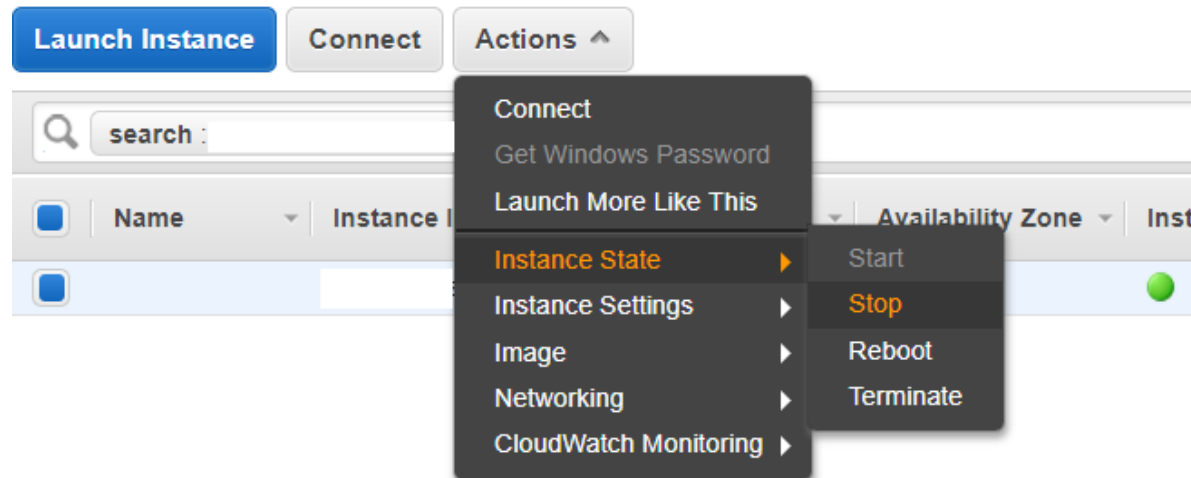 Launch Instance Connect Actions
Connect
search :
Get Windows Password
Launch More Like This
Name Instance I Availability Zone Inst
Instance State Start
Instance Settings Stop
Image Reboot
Networking Terminate
CloudWatch Monitoring